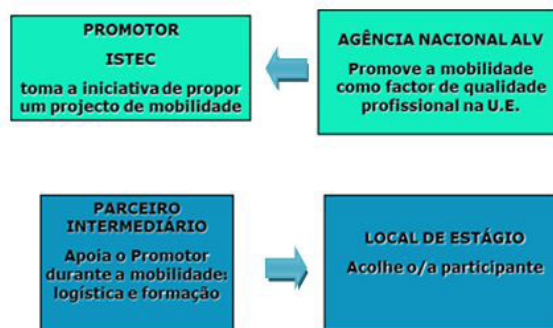 PROMOTOR
ISTEC
toma a iniciativa de propor
um projecto de mobilidade
AGÊNCIA NACIONAL ALV
Promove a mobilidade
como factor de qualidade
profissional na U.E.
PARCEIRO
INTERMEDIÁRIO
Apoia o Promotor
durante a mobilidade:
logística e formação
LOCAL DE ESTÁGIO
Acolhe o/a participante